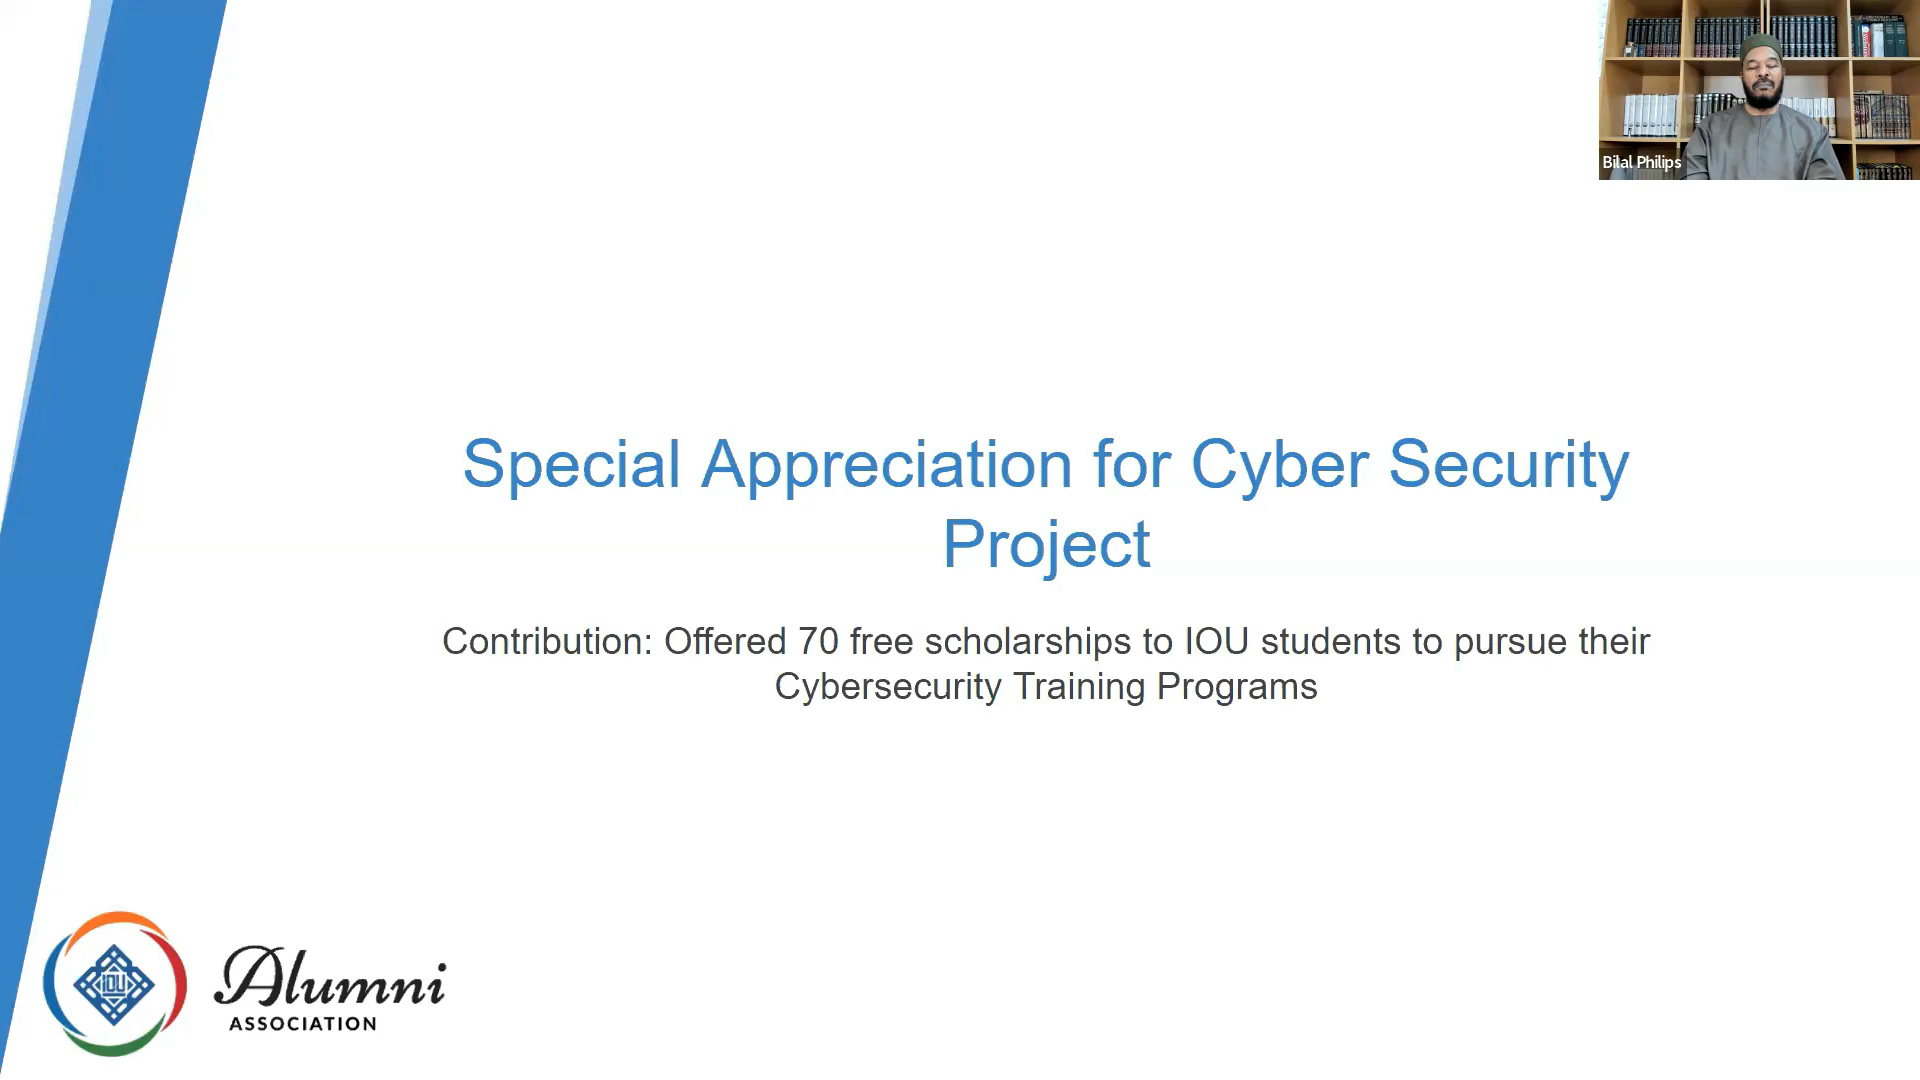 Bilal Philips
Special Appreciation for Cyber Security
Project
Contribution: Offered 70 free scholarships to IOU students to pursue their
Cybersecurity Training Programs
IOU
Alumni
ASSOCIATION